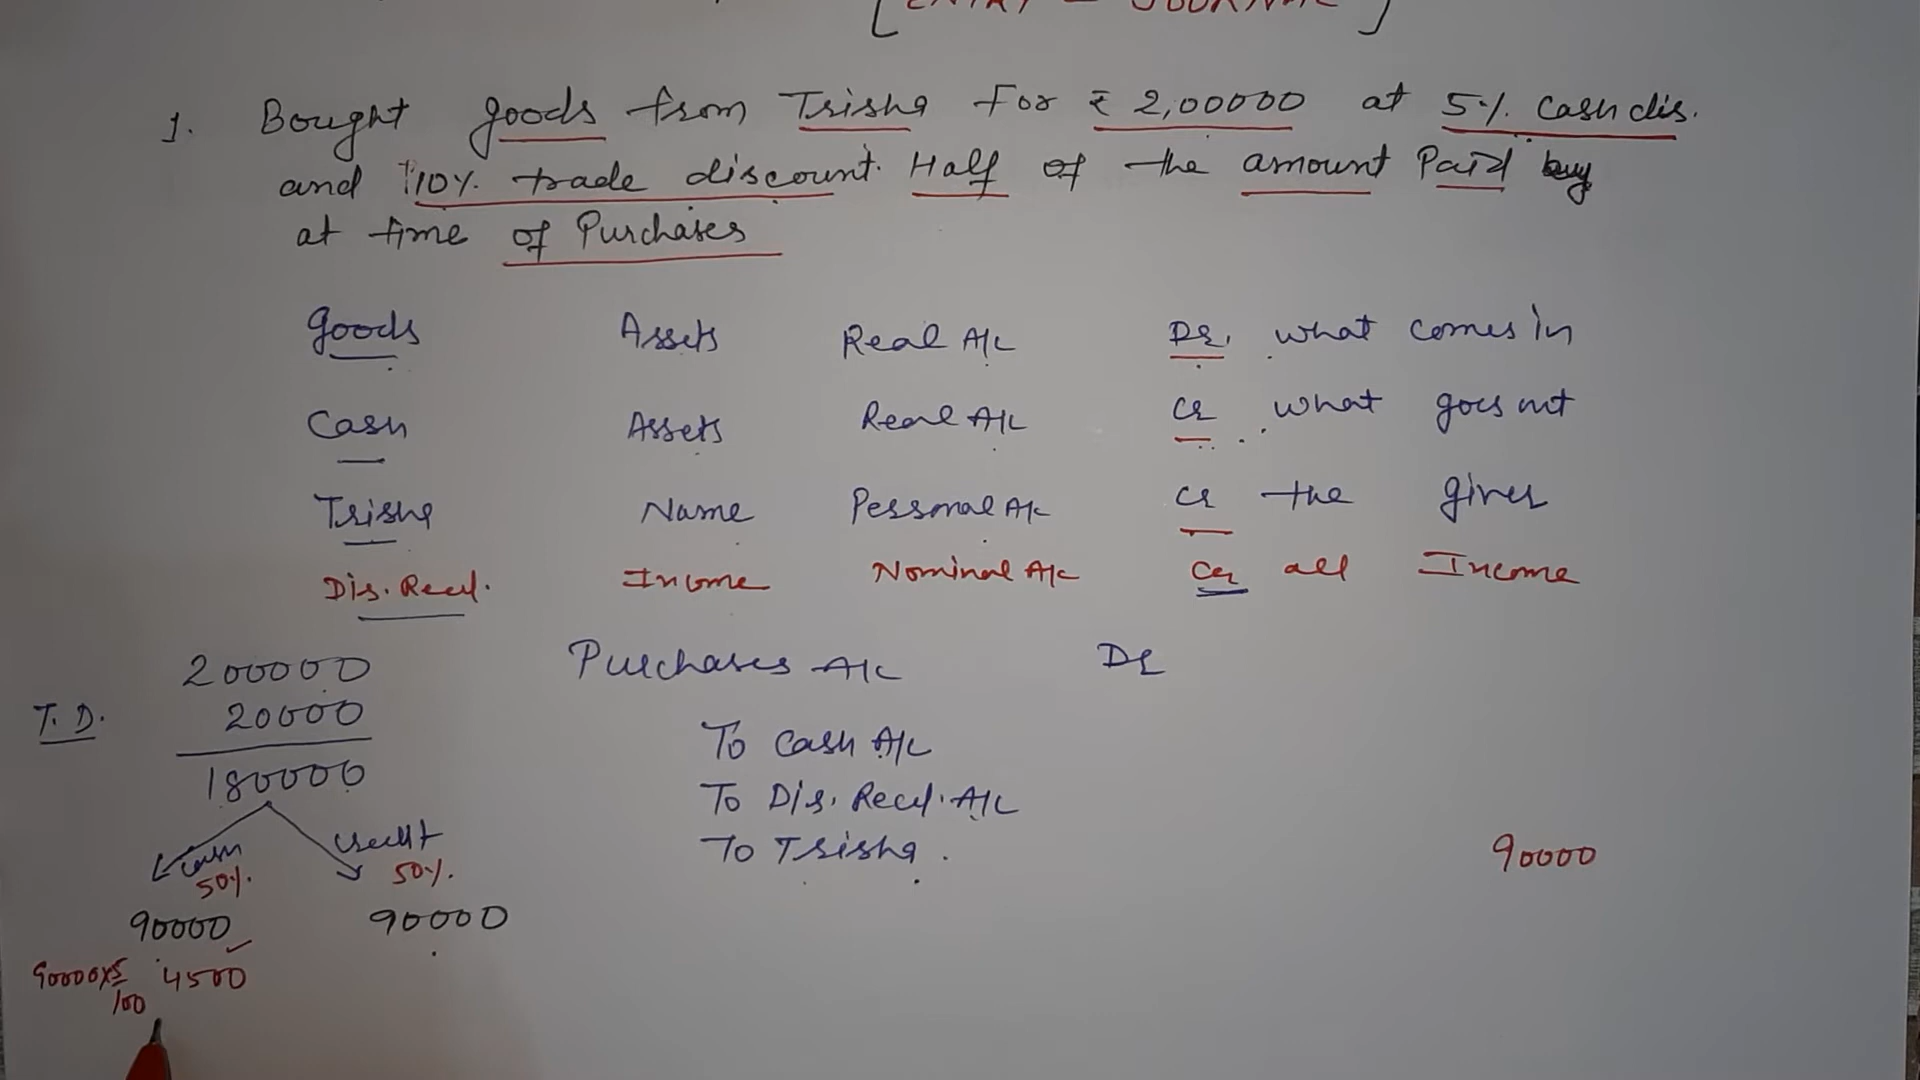 [ENTRY - JOURNAL]
1. Bought goods from Trisha For ₹ 2,00000 at 5% Cash dis.
and 10% trade discount. Half of the amount Paid buy
at time of Purchases
goods Assets Real A/c Dr. what comes in
Cash Assets Real A/c Cr. what goes out
Trisha Name Personal A/c Cr the giver
Dis. Recd. Income Nominal A/c Cr all Income
200000 Purchases A/c Dr
T.D. 20000
180000 To Cash A/c
To Dis. Recd. A/c
Cash credit To Trisha. 90000
50% 50%
90000 90000
90000x5/100 4500